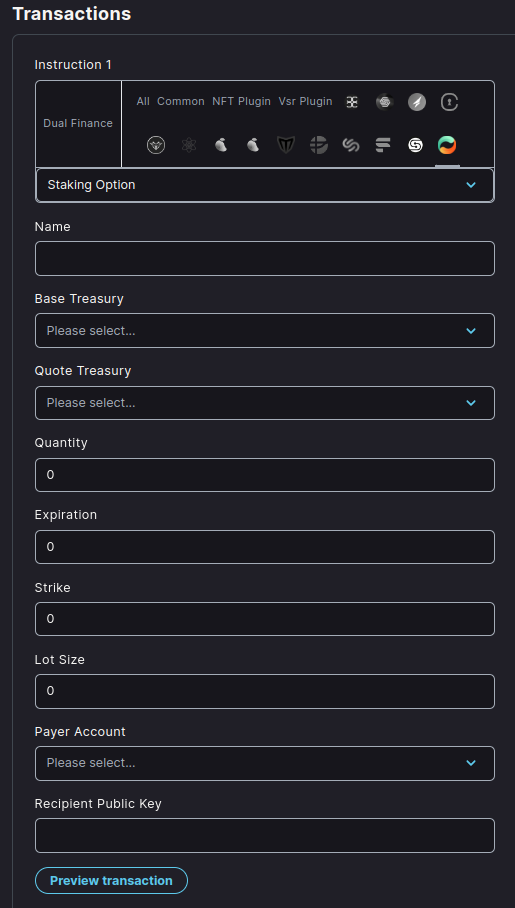 Transactions
Instruction 1
Dual Finance
All Common NFT Plugin Vsr Plugin
Staking Option
Name
Base Treasury
Please select...
Quote Treasury
Please select...
Quantity
0
Expiration
0
Strike
0
Lot Size
0
Payer Account
Please select...
Recipient Public Key
Preview transaction